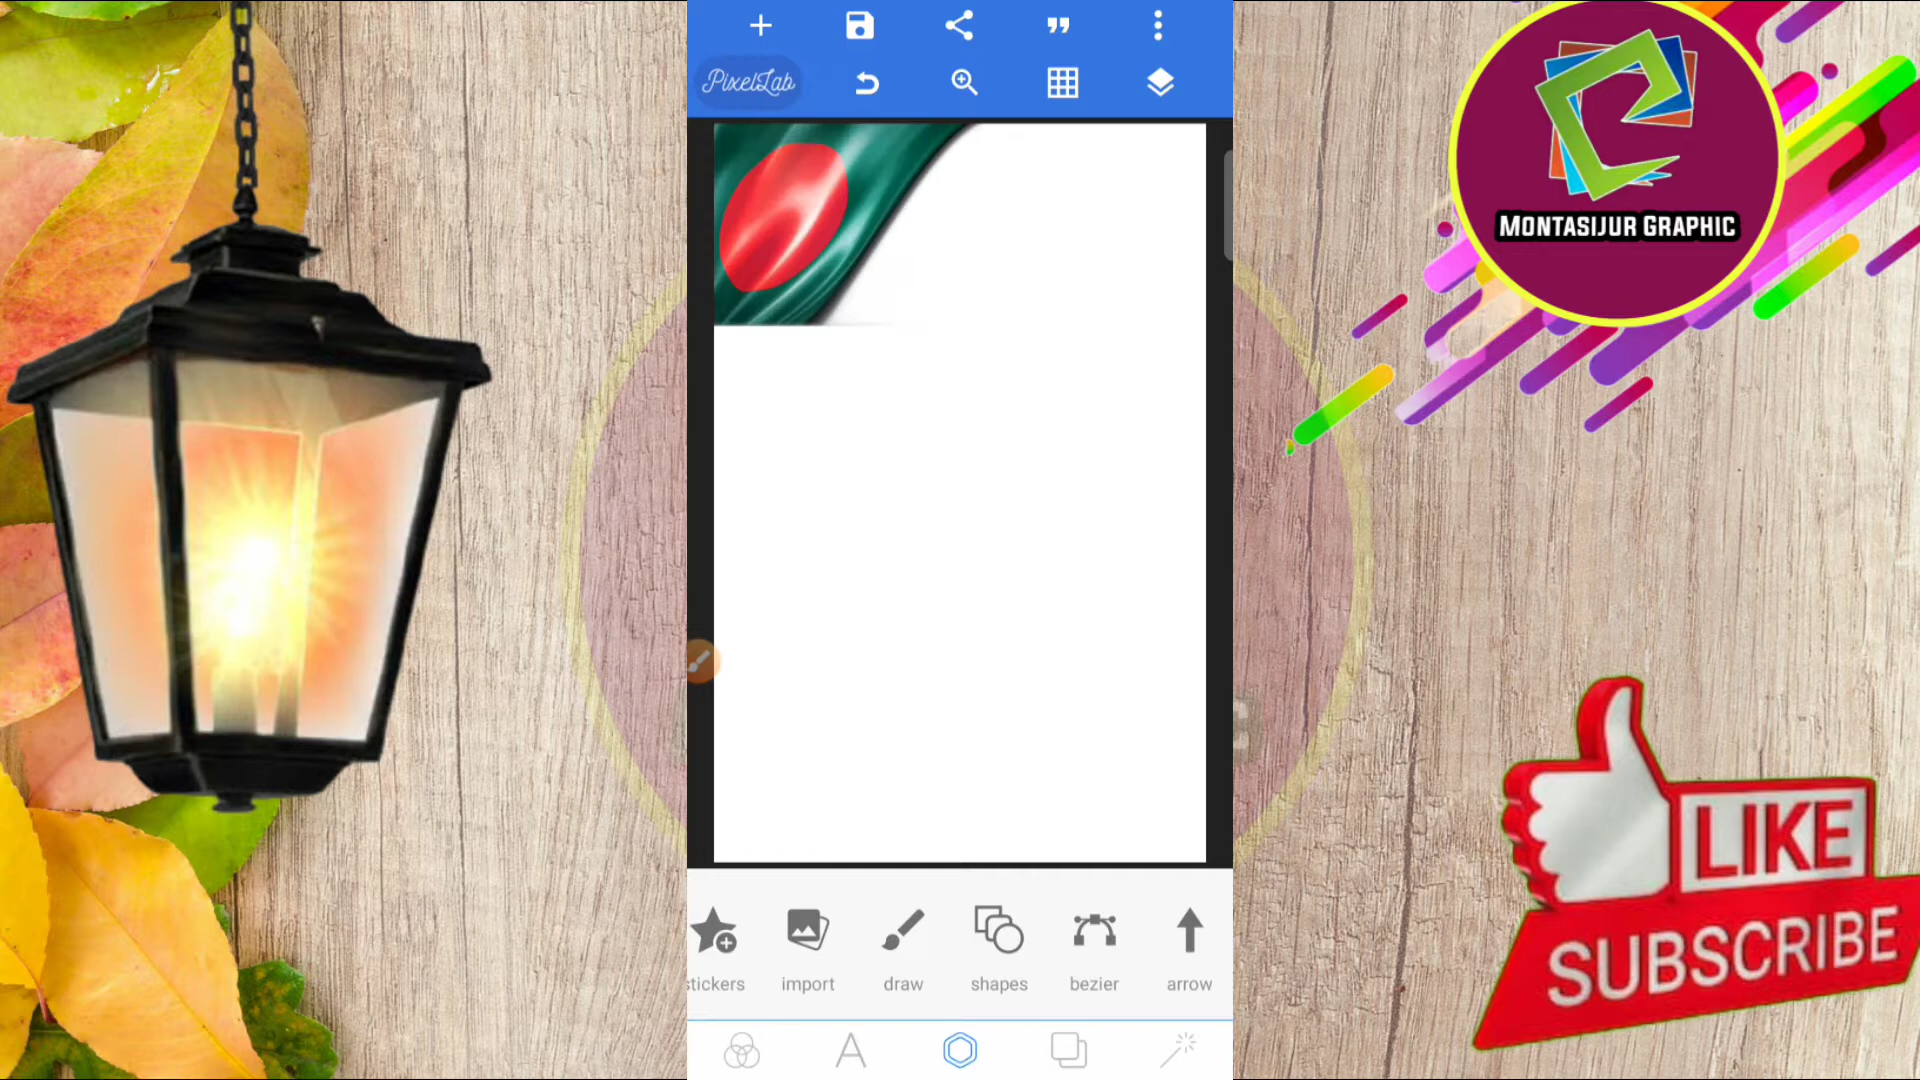 PixelLab
MONTASIJUR GRAPHIC
LIKE
SUBSCRIBE
stickers
import
draw
shapes
bezier
arrow